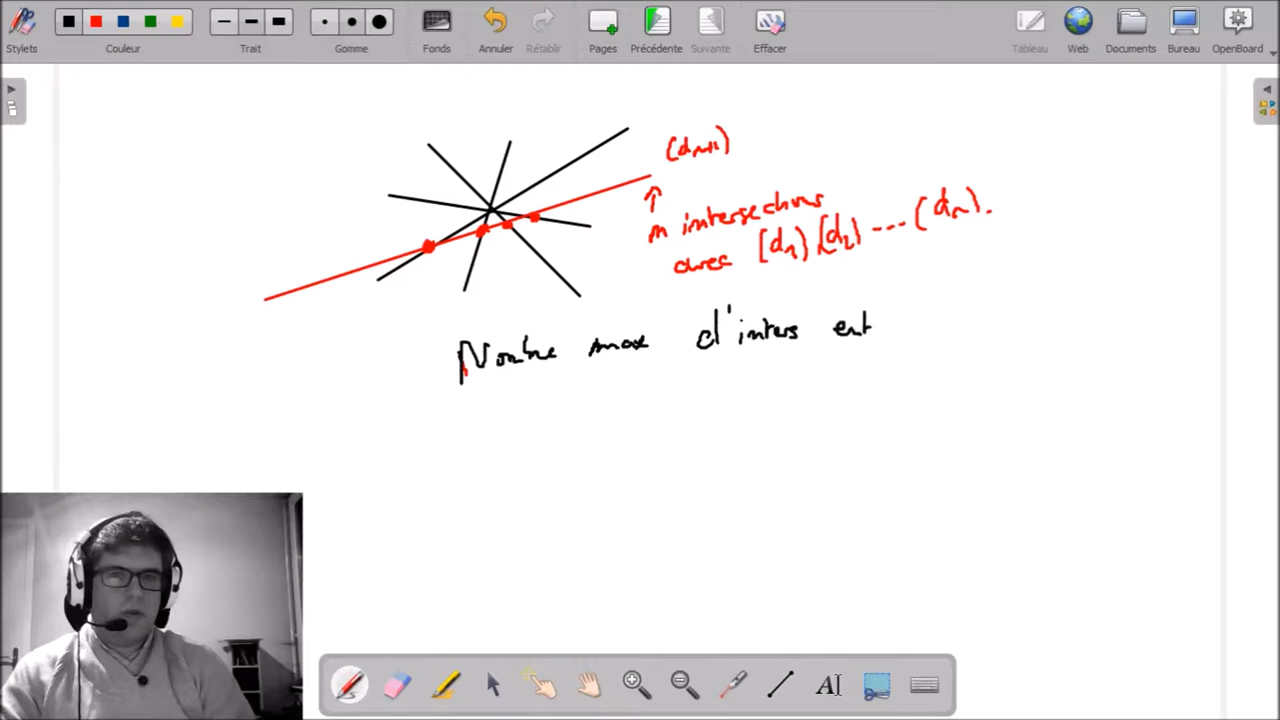 Stylets Couleur Trait Gomme Fonds Annuler Rétablir Pages Précédente Suivante Effacer Tableau Web Documents Bureau OpenBoard
(dn+1)
n intersections
avec (d1) (d2) ---- (dn).
Nombre max d'inters ent